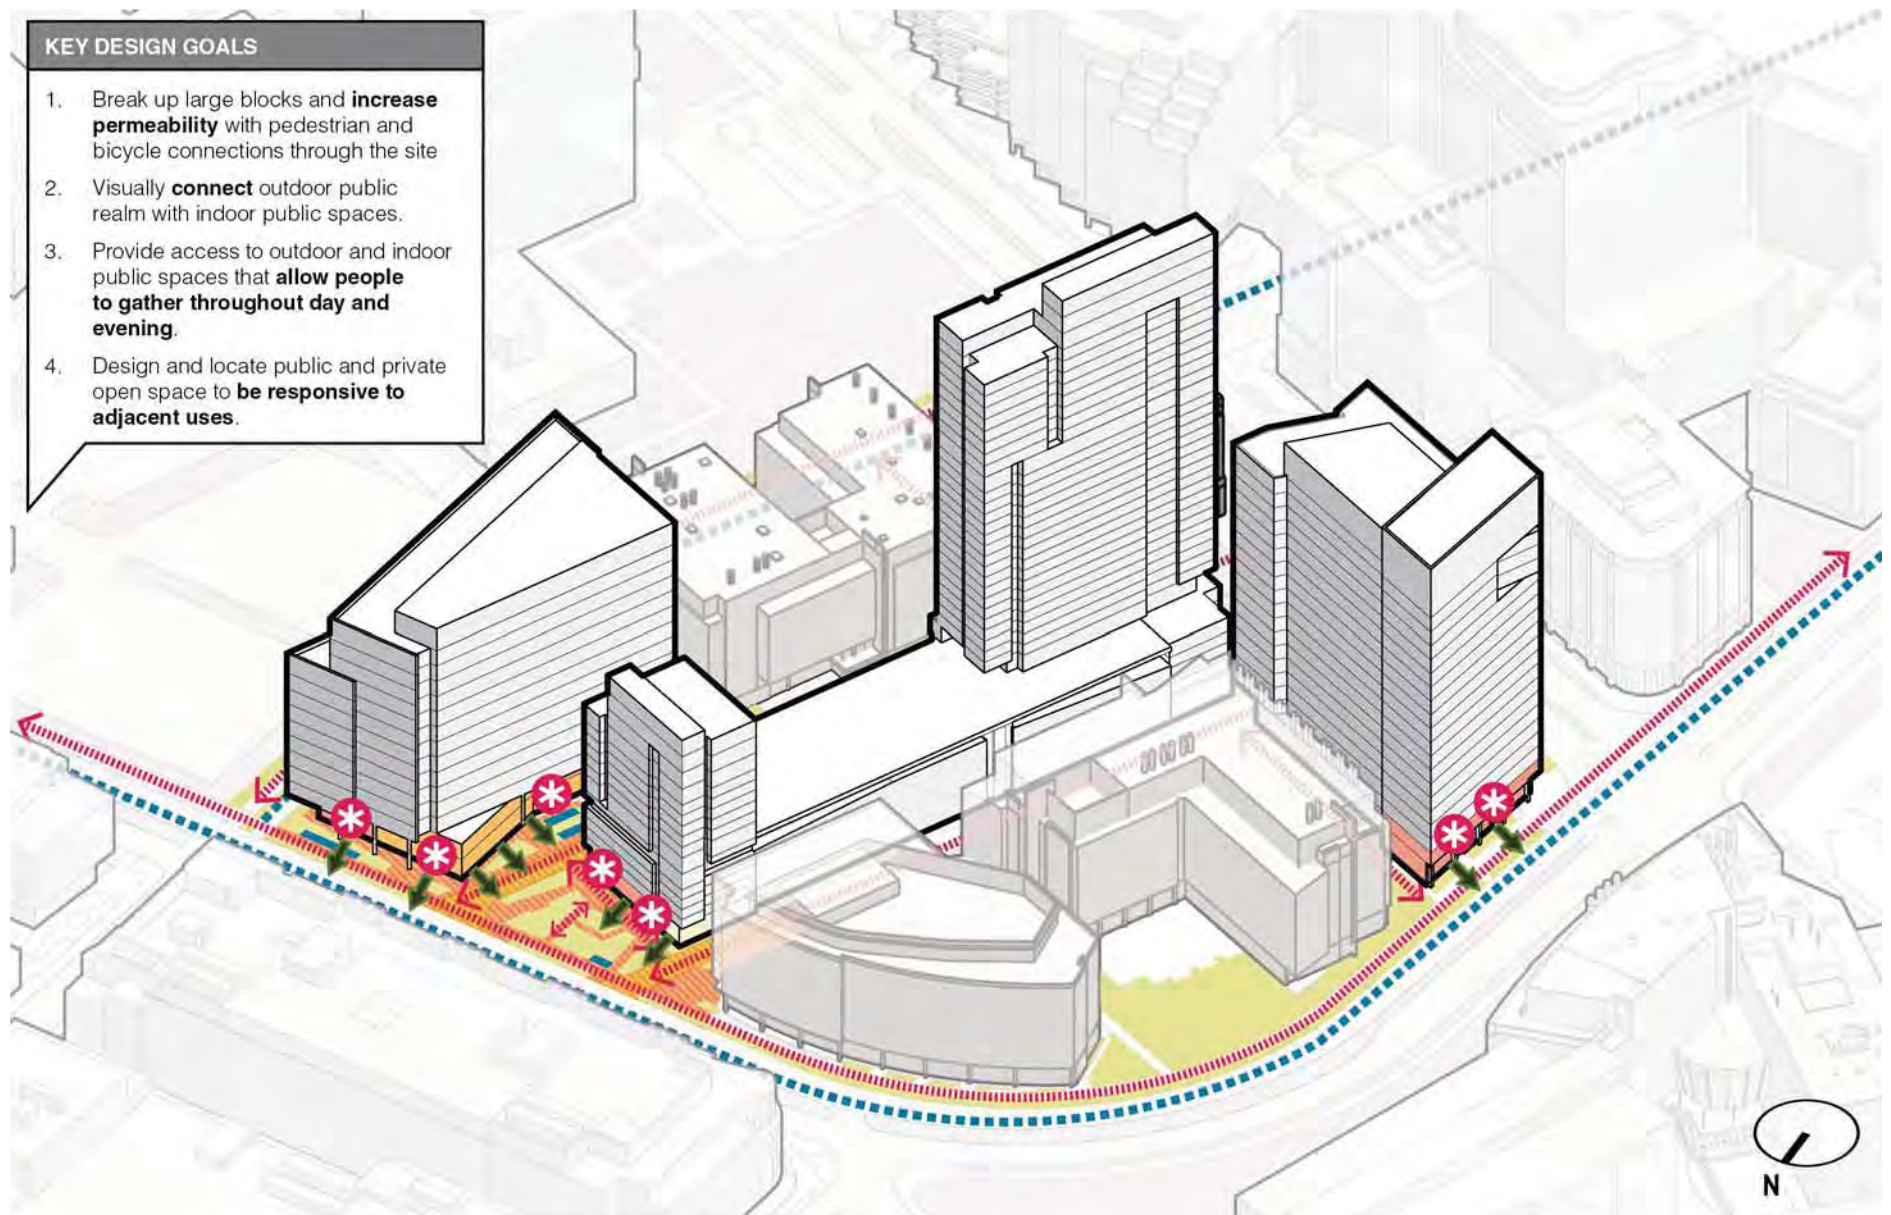 KEY DESIGN GOALS
1. Break up large blocks and increase
permeability with pedestrian and
bicycle connections through the site
2. Visually connect outdoor public
realm with indoor public spaces.
3. Provide access to outdoor and indoor
public spaces that allow people
to gather throughout day and
evening.
4. Design and locate public and private
open space to be responsive to
adjacent uses.
N